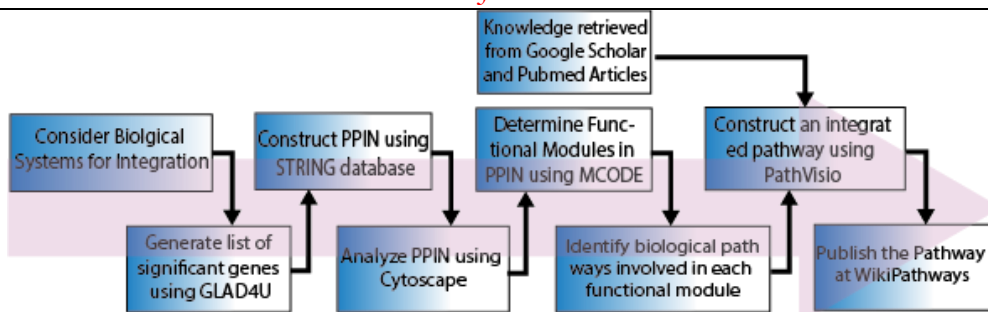 Knowledge retrieved
from Google Scholar
and Pubmed Articles
Consider Biolgical
Systems for Integration
Generate list of
significant genes
using GLAD4U
Construct PPIN using
STRING database
Analyze PPIN using
Cytoscape
Determine Func-
tional Modules in
PPIN using MCODE
Identify biological path
ways involved in each
functional module
Construct an integrat
ed pathway using
PathVisio
Publish the Pathway
at WikiPathways